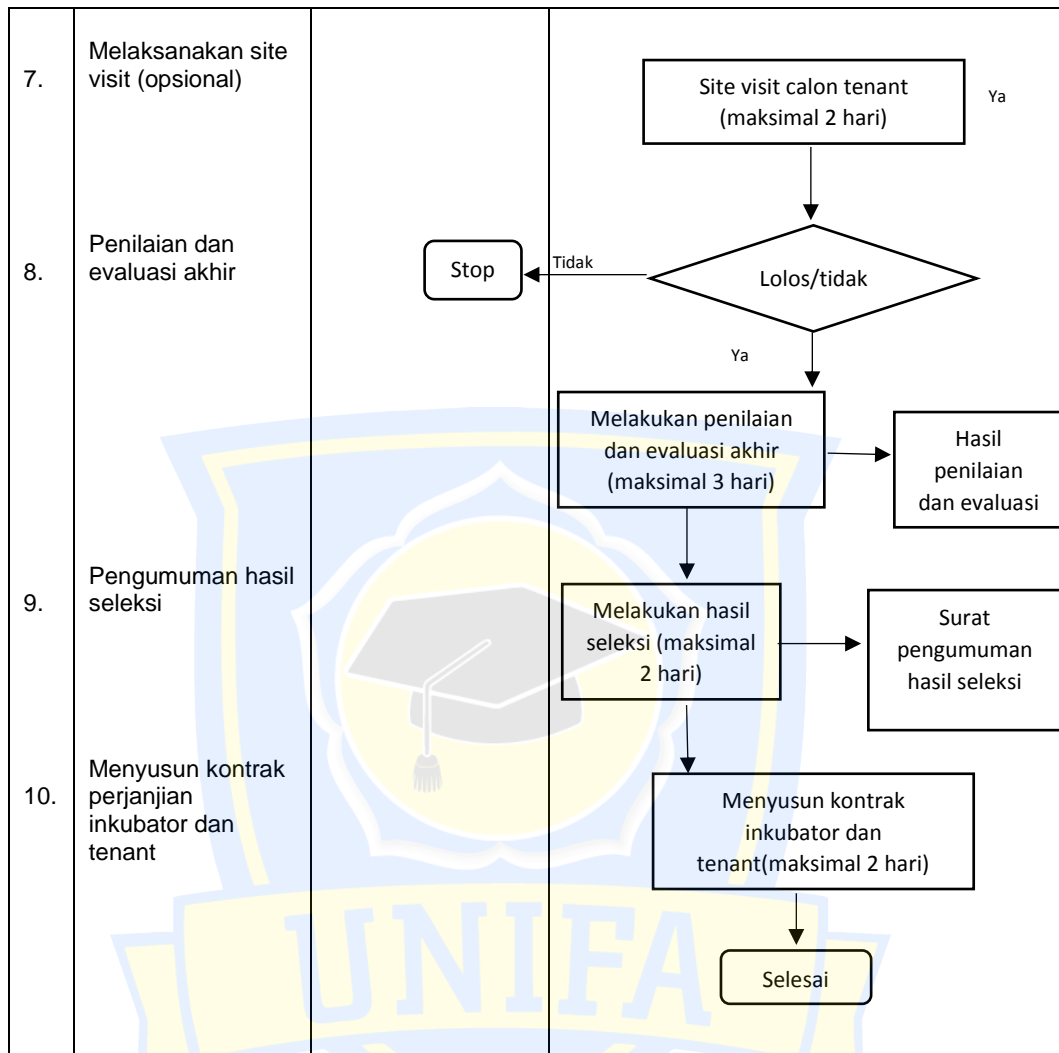 7.
Melaksanakan site
visit (opsional)
Site visit calon tenant
(maksimal 2 hari)
Ya
8.
Penilaian dan
evaluasi akhir
Stop
Tidak
Lolos/tidak
Ya
Melakukan penilaian
dan evaluasi akhir
(maksimal 3 hari)
Hasil
penilaian
dan evaluasi
9.
Pengumuman hasil
seleksi
Melakukan hasil
seleksi (maksimal
2 hari)
Surat
pengumuman
hasil seleksi
10.
Menyusun kontrak
perjanjian
inkubator dan
tenant
Menyusun kontrak
inkubator dan
tenant(maksimal 2 hari)
Selesai
UNIFA